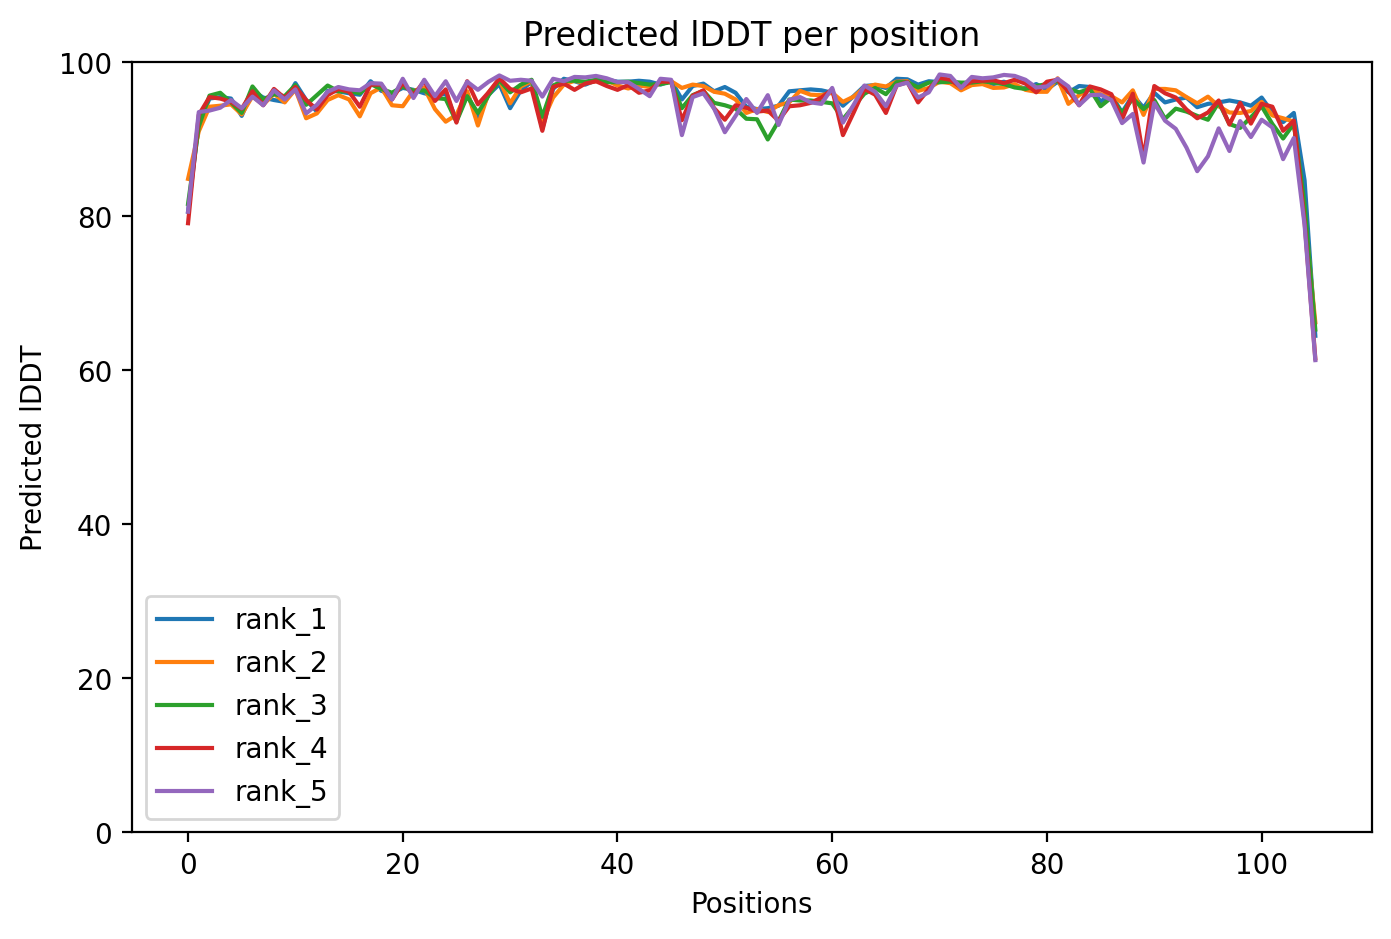 Predicted lDDT per position
100
80
60
40
20
0
Predicted lDDT
rank_1
rank_2
rank_3
rank_4
rank_5
0 20 40 60 80 100
Positions